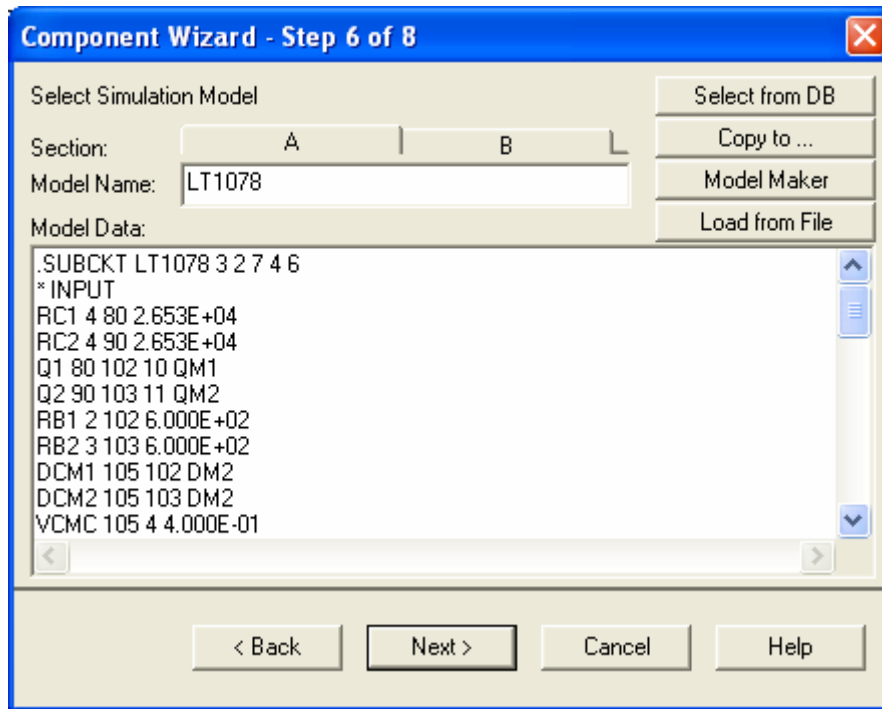 Component Wizard - Step 6 of 8
Select Simulation Model
Select from DB
Section:
A
B
Copy to ...
Model Name:
LT1078
Model Maker
Model Data:
Load from File
.SUBCKT LT1078 3 2 7 4 6
* INPUT
RC1 4 80 2.653E+04
RC2 4 90 2.653E+04
Q1 80 102 10 QM1
Q2 90 103 11 QM2
RB1 2 102 6.000E+02
RB2 3 103 6.000E+02
DCM1 105 102 DM2
DCM2 105 103 DM2
VCMC 105 4 4.000E-01
< Back
Next >
Cancel
Help